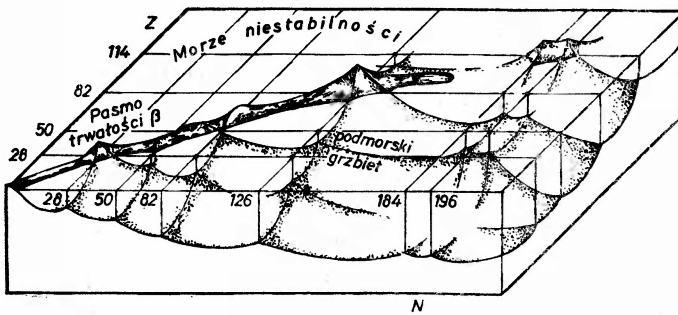 Z
114
82
50
28
Morze niestabilności
Pasmo
trwałości β
podmorski
grzbiet
28 50 82 126 184 196
N